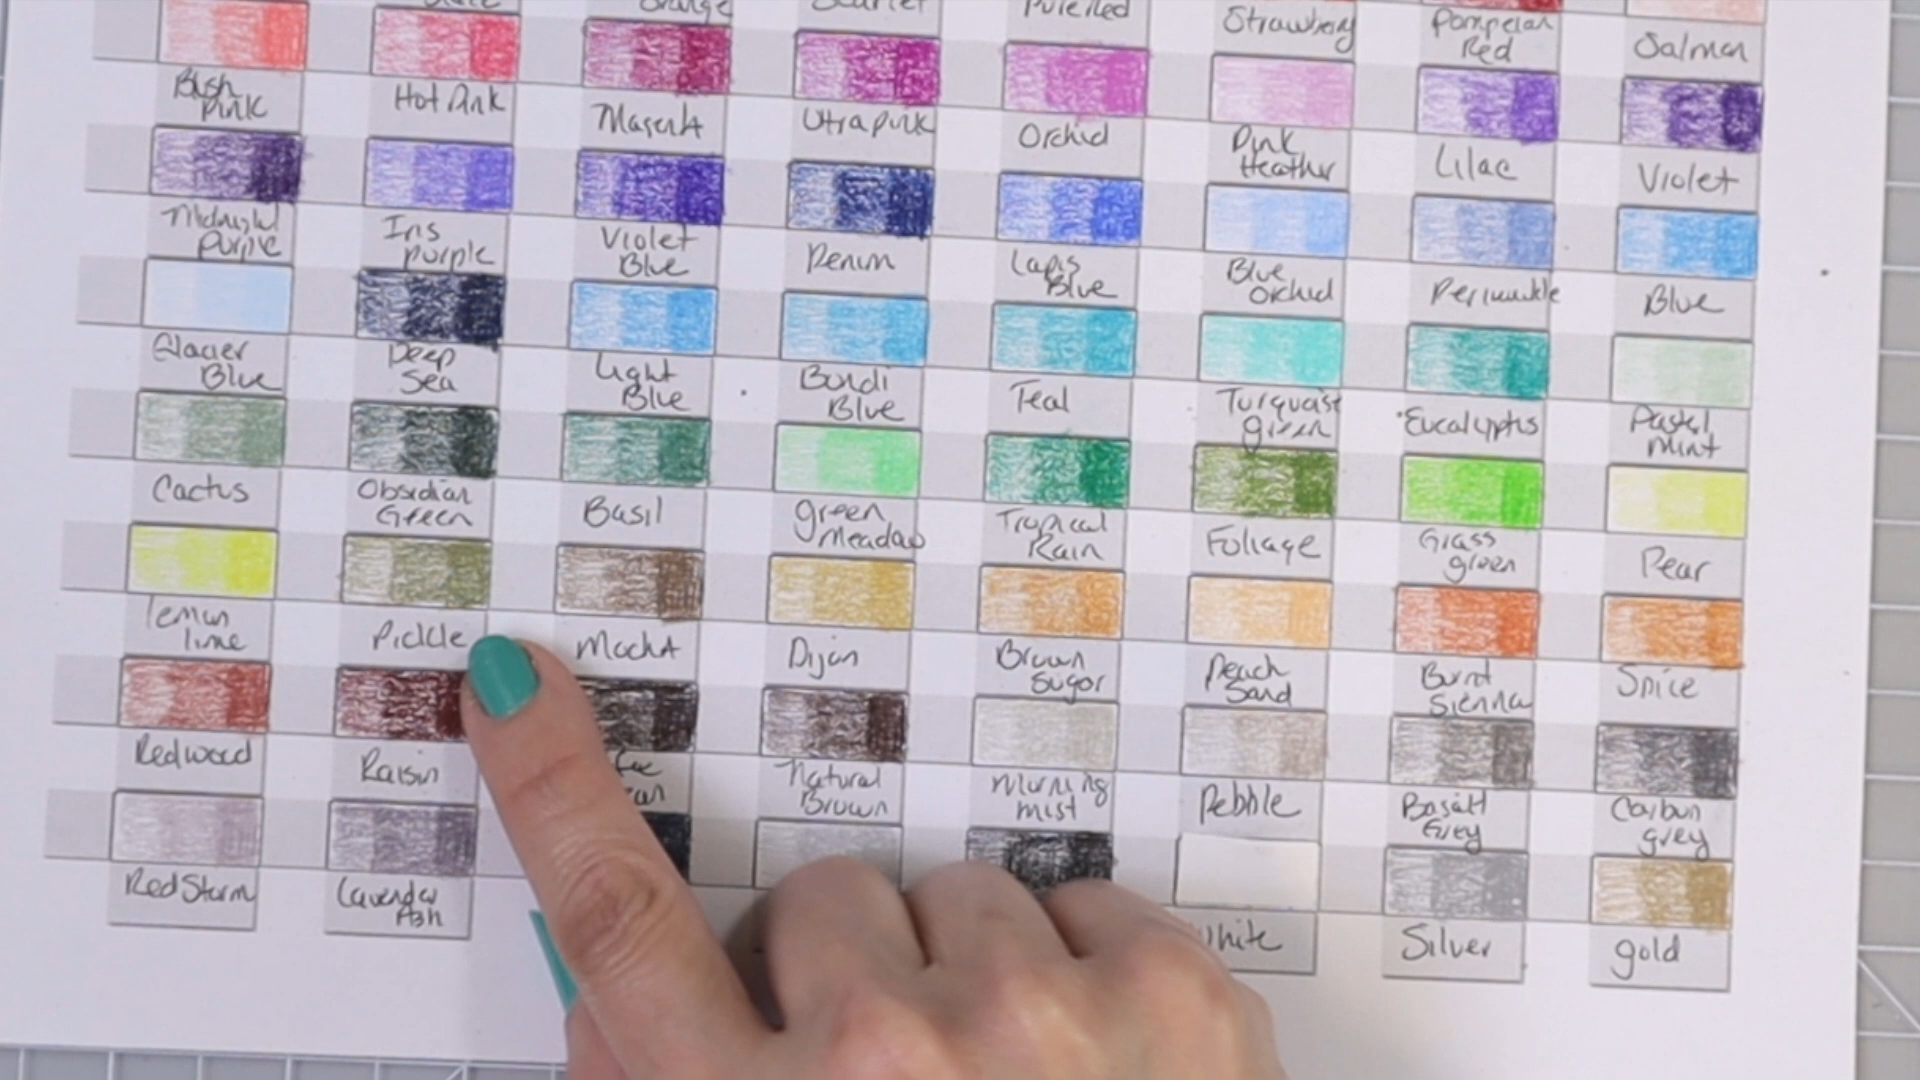 Orange
Scarlet
Strawberry
Pompeian
Red
Salmon
Blsh
Pink
Hot Pink
Magenta
Ultra pink
Orchid
Pink
Heather
Lilac
Violet
Midnight
purple
Iris
purple
Violet
Blue
Denim
Lapis
Blue
Blue
Orchid
Periwinkle
Blue
Glacier
Blue
Deep
Sea
Light
Blue
Bondi
Blue
Teal
Turquoise
green
Eucalyptus
Pastel
Mint
Cactus
Obsidian
Green
Basil
green
meadow
Tropical
Rain
Foliage
Grass
green
Pear
lemon
lime
Pickle
MochA
Dijon
Brown
Sugar
Peach
Sand
Burnt
Sienna
Spice
Redwood
Raisin
Natural
Brown
Morning
mist
Pebble
Basalt
Grey
Carbon
grey
Red Storm
Lavender
Ash
White
Silver
gold